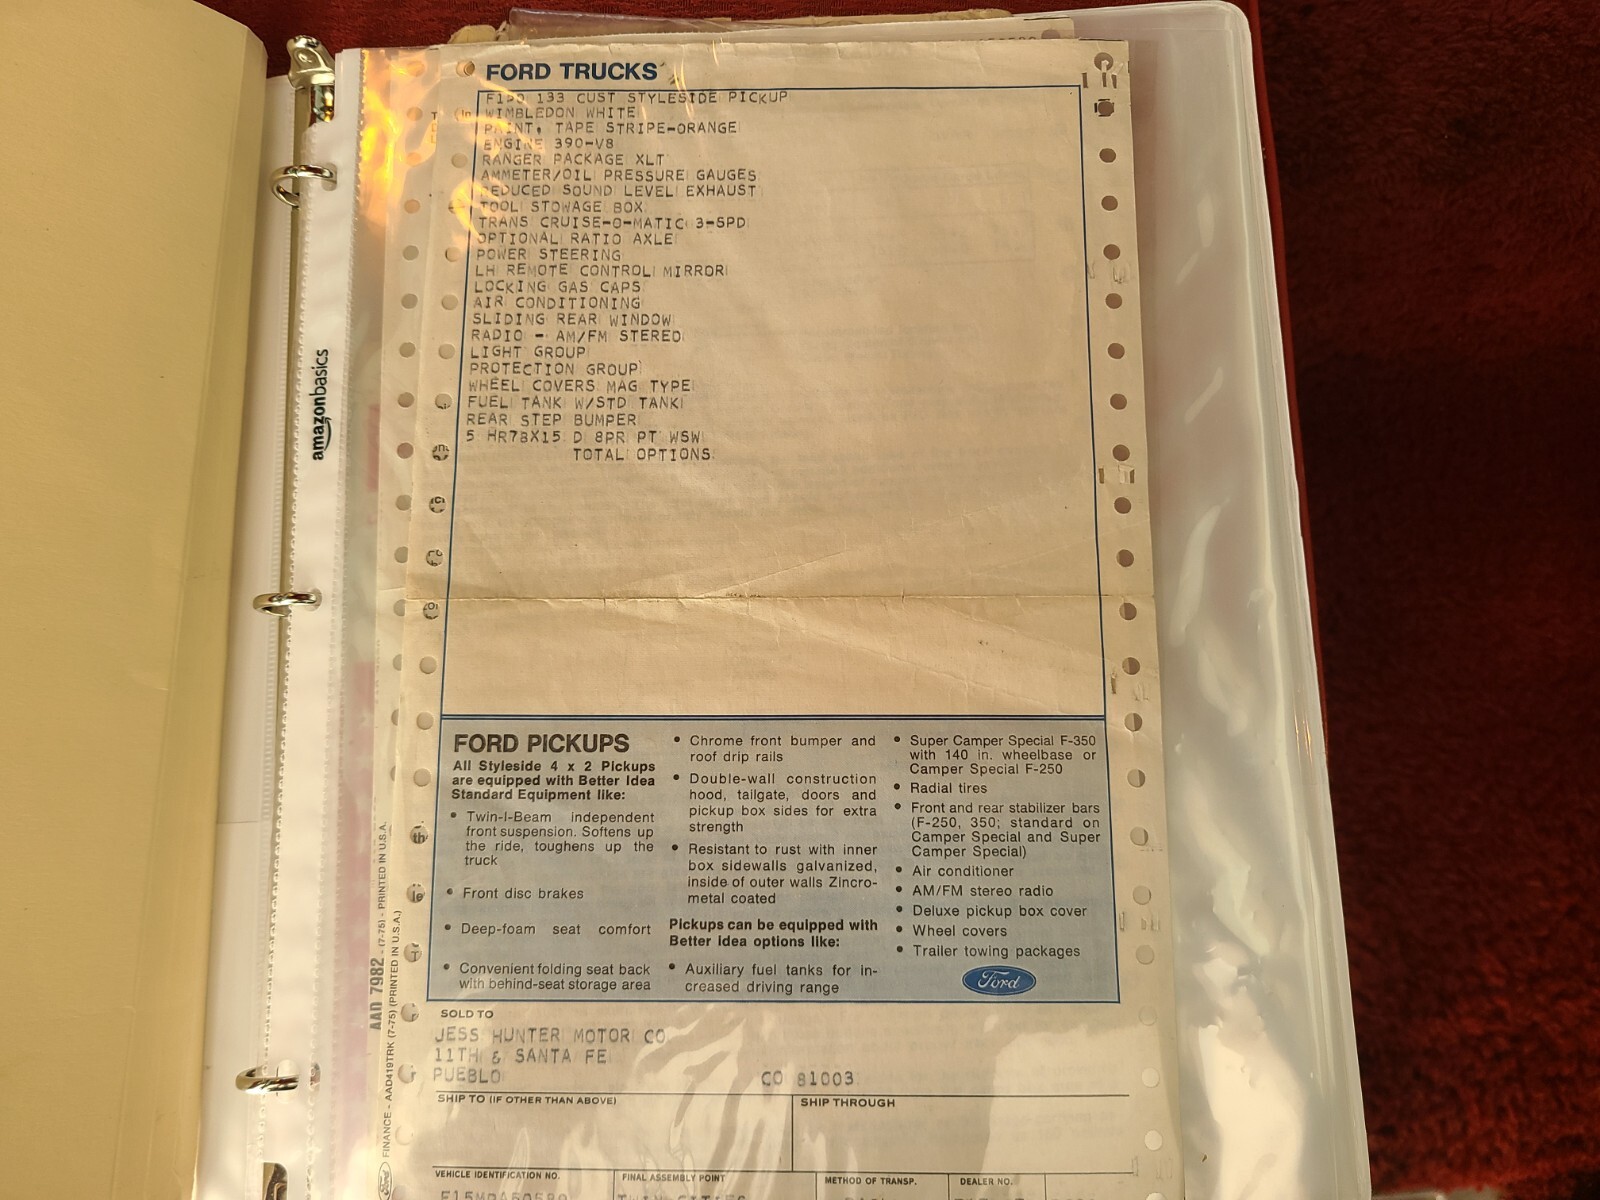 FORD TRUCKS
133 CUST STYLESIDE PICKUP
WIMBLEDON WHITE
PAINT, TAPE STRIPE-ORANGE
ENGINE 390-V8
RANGER PACKAGE XLT
AMMETER/OIL PRESSURE GAUGES
REDUCED SOUND LEVEL EXHAUST
TOOL STOWAGE BOX
TRANS CRUISE-O-MATIC 3-SPD
OPTIONAL RATIO AXLE
POWER STEERING
LH REMOTE CONTROL MIRROR
LOCKING GAS CAPS
AIR CONDITIONING
SLIDING REAR WINDOW
RADIO - AM/FM STEREO
LIGHT GROUP
PROTECTION GROUP
WHEEL COVERS MAG TYPE
FUEL TANK W/STD TANK
REAR STEP BUMPER
5 HR78X15 D 8PR PT WSW
TOTAL OPTIONS
FORD PICKUPS
All Styleside 4 x 2 Pickups
are equipped with Better Idea
Standard Equipment like:
• Twin-I-Beam independent
front suspension. Softens up
the ride, toughens up the
truck
• Front disc brakes
• Deep-foam seat comfort
• Convenient folding seat back
with behind-seat storage area
• Chrome front bumper and
roof drip rails
• Double-wall construction
hood, tailgate, doors and
pickup box sides for extra
strength
• Resistant to rust with inner
box sidewalls galvanized,
inside of outer walls Zincro-
metal coated
Pickups can be equipped with
Better Idea options like:
• Auxiliary fuel tanks for in-
creased driving range
• Super Camper Special F-350
with 140 in. wheelbase or
Camper Special F-250
• Radial tires
• Front and rear stabilizer bars
(F-250, 350; standard on
Camper Special and Super
Camper Special)
• Air conditioner
• AM/FM stereo radio
• Deluxe pickup box cover
• Wheel covers
• Trailer towing packages
Ford
SOLD TO
JESS HUNTER MOTOR CO
11TH & SANTA FE
PUEBLO CO 81003
SHIP TO (IF OTHER THAN ABOVE)
SHIP THROUGH
VEHICLE IDENTIFICATION NO.
FINAL ASSEMBLY POINT
METHOD OF TRANSP.
DEALER NO.
TWIN CITIES
amazonbasics
AAD 7982 - (7-75) - PRINTED IN U.S.A.
Ford FINANCE - AAD419TRK (7-75) (PRINTED IN U.S.A.)